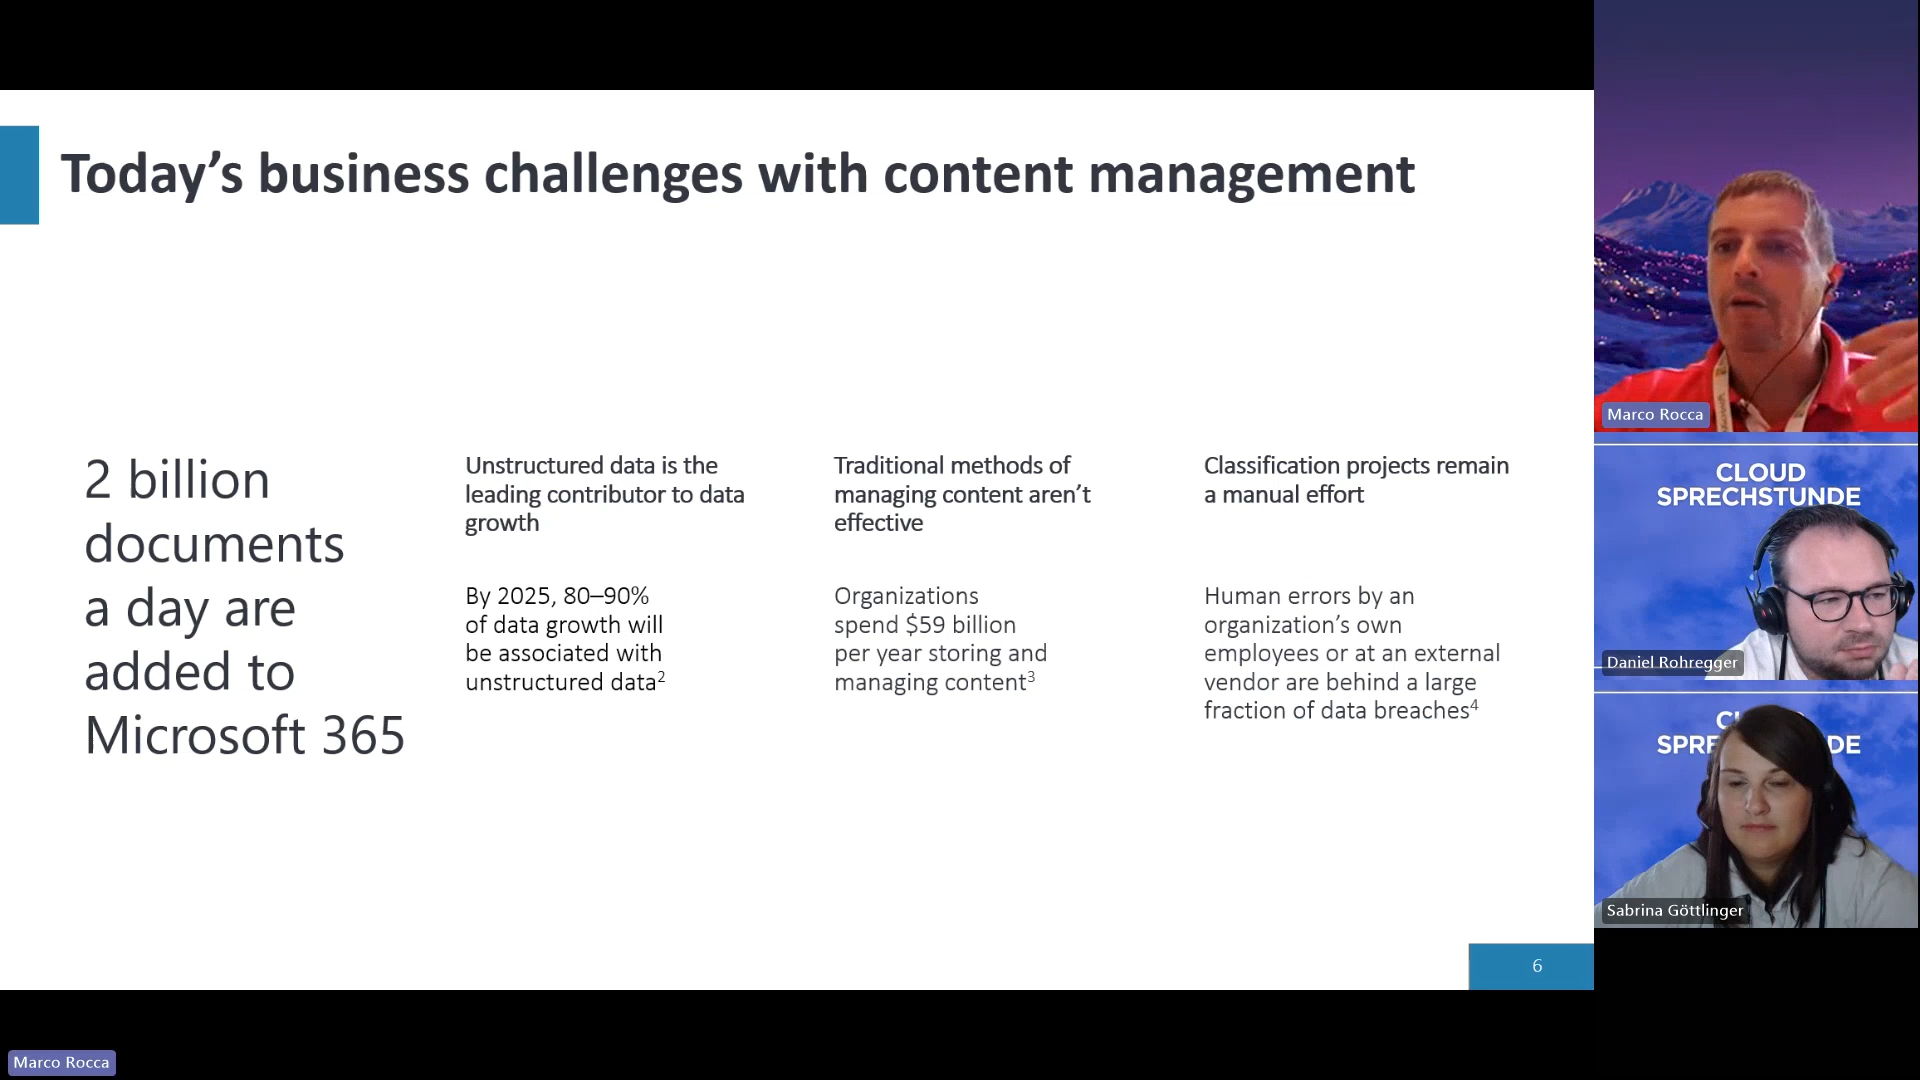 Today’s business challenges with content management
2 billion
documents
a day are
added to
Microsoft 365
Unstructured data is the
leading contributor to data
growth
By 2025, 80–90%
of data growth will
be associated with
unstructured data2
Traditional methods of
managing content aren’t
effective
Organizations
spend $59 billion
per year storing and
managing content3
Classification projects remain
a manual effort
Human errors by an
organization’s own
employees or at an external
vendor are behind a large
fraction of data breaches4
6
Marco Rocca
CLOUD
SPRECHSTUNDE
Daniel Rohregger
Sabrina Göttlinger
Marco Rocca